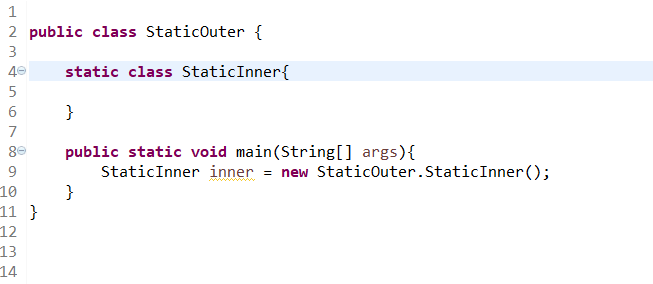 1
2 public class StaticOuter {
3
4 static class StaticInner{
5
6 }
7
8 public static void main(String[] args){
9 StaticInner inner = new StaticOuter.StaticInner();
10 }
11 }
12
13
14